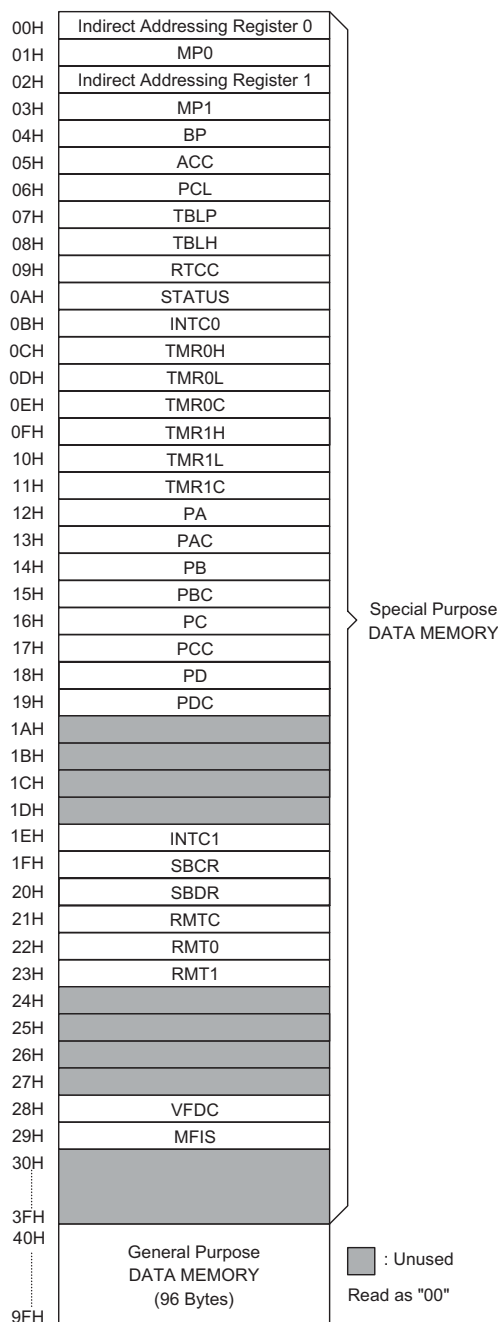 00H Indirect Addressing Register 0
01H MP0
02H Indirect Addressing Register 1
03H MP1
04H BP
05H ACC
06H PCL
07H TBLP
08H TBLH
09H RTCC
0AH STATUS
0BH INTC0
0CH TMR0H
0DH TMR0L
0EH TMR0C
0FH TMR1H
10H TMR1L
11H TMR1C
12H PA
13H PAC
14H PB
15H PBC
16H PC
17H PCC
18H PD
19H PDC
Special Purpose
DATA MEMORY
1AH
1BH
1CH
1DH
1EH INTC1
1FH SBCR
20H SBDR
21H RMTC
22H RMT0
23H RMT1
24H
25H
26H
27H
28H VFDC
29H MFIS
30H
3FH
40H
General Purpose
DATA MEMORY
(96 Bytes)
9FH
: Unused
Read as "00"